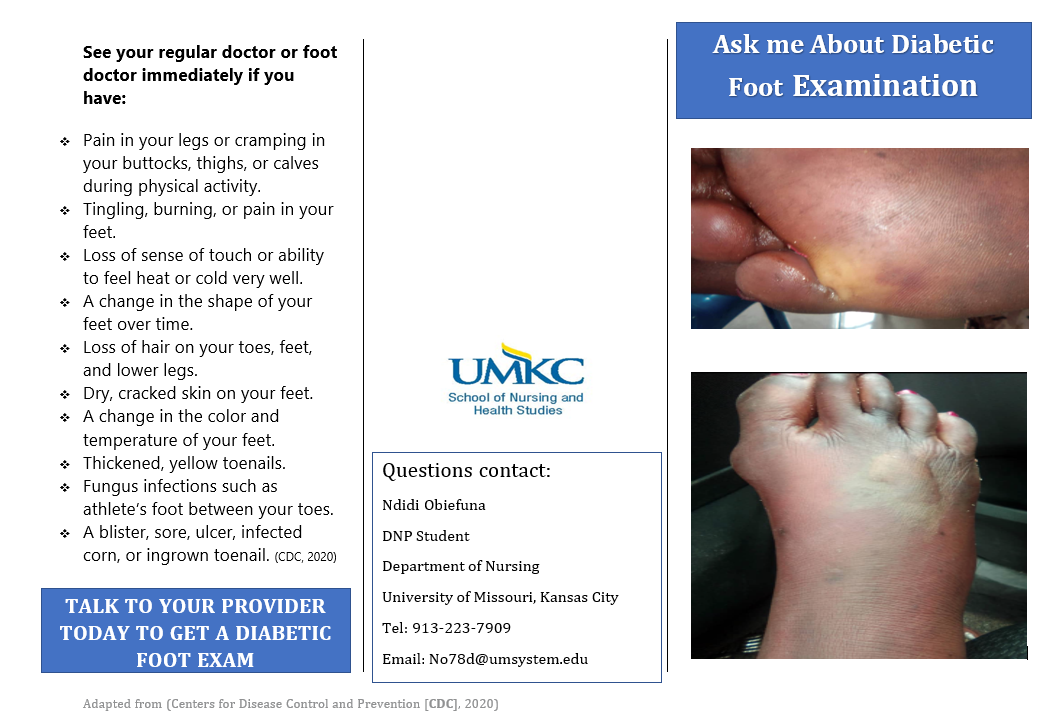 See your regular doctor or foot
doctor immediately if you
have:
❖ Pain in your legs or cramping in
your buttocks, thighs, or calves
during physical activity.
❖ Tingling, burning, or pain in your
feet.
❖ Loss of sense of touch or ability
to feel heat or cold very well.
❖ A change in the shape of your
feet over time.
❖ Loss of hair on your toes, feet,
and lower legs.
❖ Dry, cracked skin on your feet.
❖ A change in the color and
temperature of your feet.
❖ Thickened, yellow toenails.
❖ Fungus infections such as
athlete's foot between your toes.
❖ A blister, sore, ulcer, infected
corn, or ingrown toenail. (CDC, 2020)
TALK TO YOUR PROVIDER
TODAY TO GET A DIABETIC
FOOT EXAM
Adapted from (Centers for Disease Control and Prevention [CDC], 2020)
UMKC
School of Nursing and
Health Studies
Questions contact:
Ndidi Obiefuna
DNP Student
Department of Nursing
University of Missouri, Kansas City
Tel: 913-223-7909
Email: No78d@umsystem.edu
Ask me About Diabetic
Foot Examination